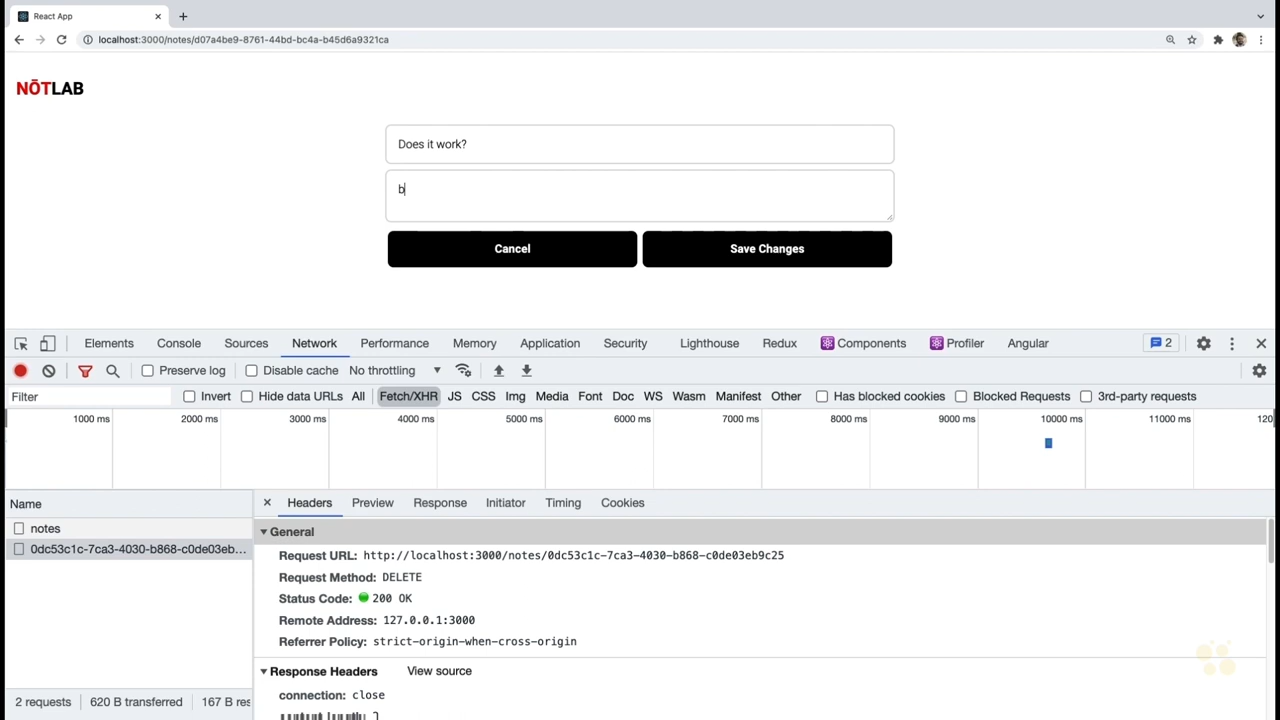 React App
localhost:3000/notes/d07a4be9-8761-44bd-bc4a-b45d6a9321ca
NŌTLAB
Does it work?
b
Cancel Save Changes
Elements Console Sources Network Performance Memory Application Security Lighthouse Redux Components Profiler Angular 2
Preserve log Disable cache No throttling
Filter Invert Hide data URLs All Fetch/XHR JS CSS Img Media Font Doc WS Wasm Manifest Other Has blocked cookies Blocked Requests 3rd-party requests
1000 ms 2000 ms 3000 ms 4000 ms 5000 ms 6000 ms 7000 ms 8000 ms 9000 ms 10000 ms 11000 ms 120
Name Headers Preview Response Initiator Timing Cookies
notes
0dc53c1c-7ca3-4030-b868-c0de03eb...
General
Request URL: http://localhost:3000/notes/0dc53c1c-7ca3-4030-b868-c0de03eb9c25
Request Method: DELETE
Status Code: 200 OK
Remote Address: 127.0.0.1:3000
Referrer Policy: strict-origin-when-cross-origin
Response Headers View source
connection: close
2 requests 620 B transferred 167 B res